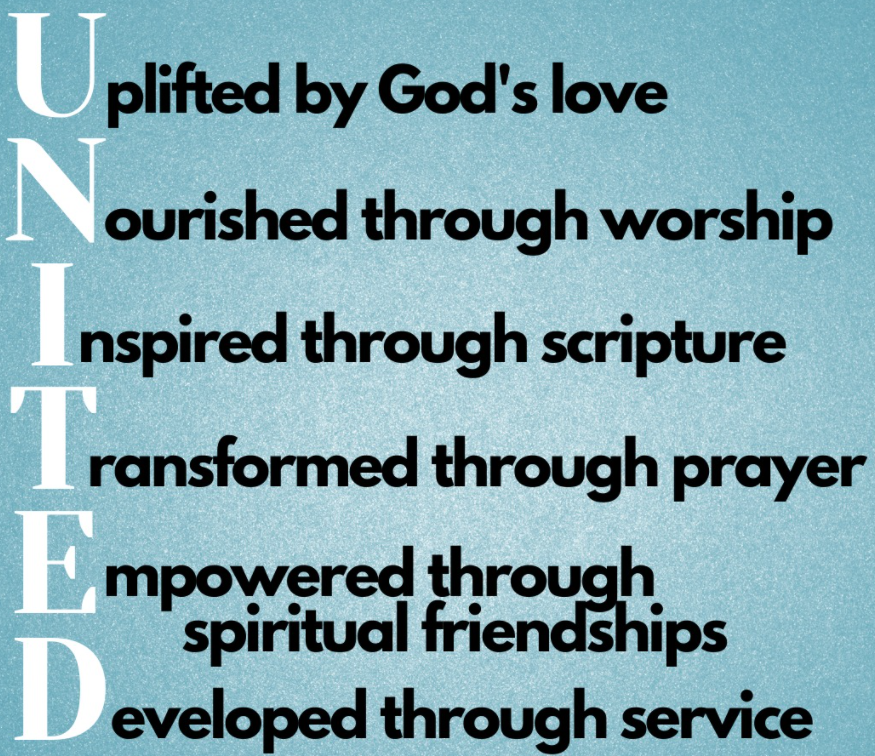 Uplifted by God's love
Nourished through worship
Inspired through scripture
Transformed through prayer
Empowered through
spiritual friendships
Developed through service